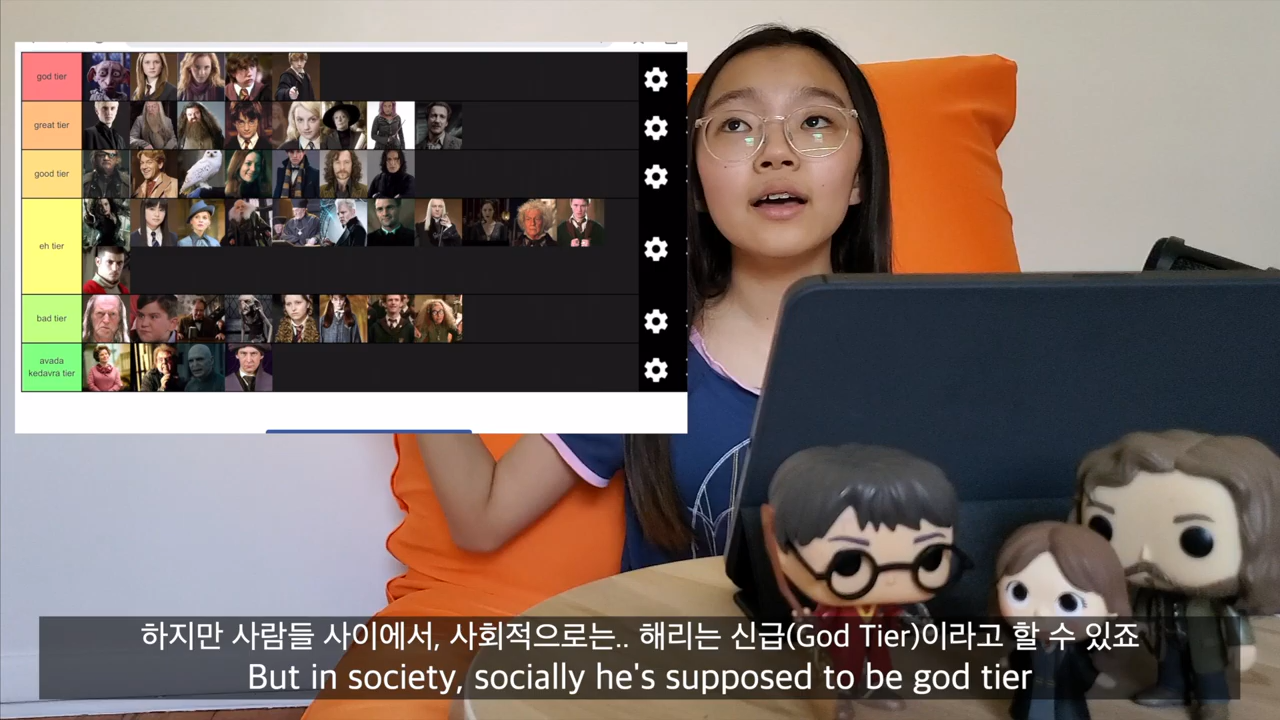 god tier
great tier
good tier
eh tier
bad tier
avada
kedavra tier
하지만 사람들 사이에서, 사회적으로는.. 해리는 신급(God Tier)이라고 할 수 있죠
But in society, socially he's supposed to be god tier